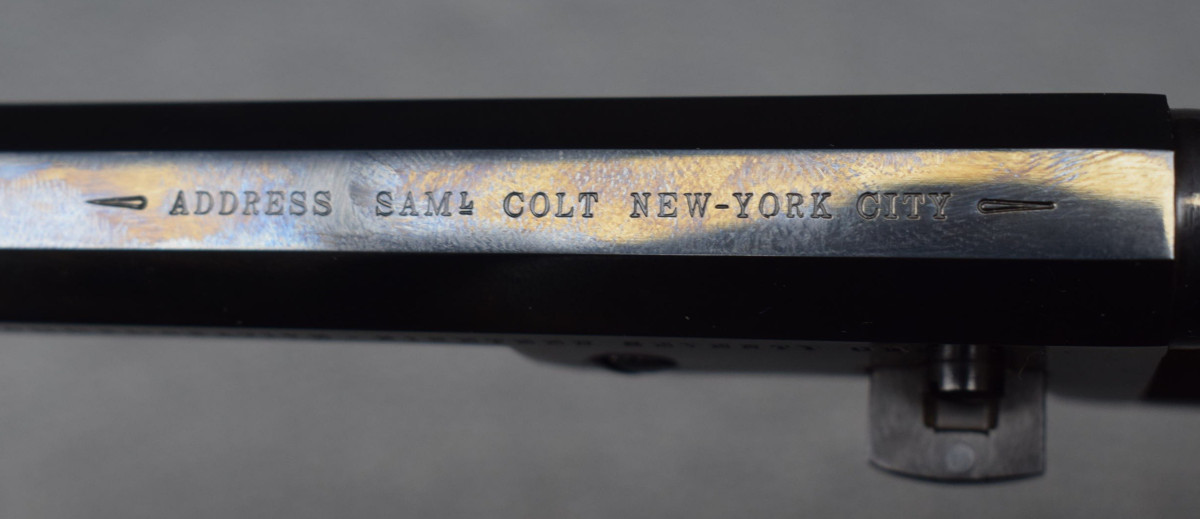 ADDRESS SAMᴸ COLT NEW-YORK CITY